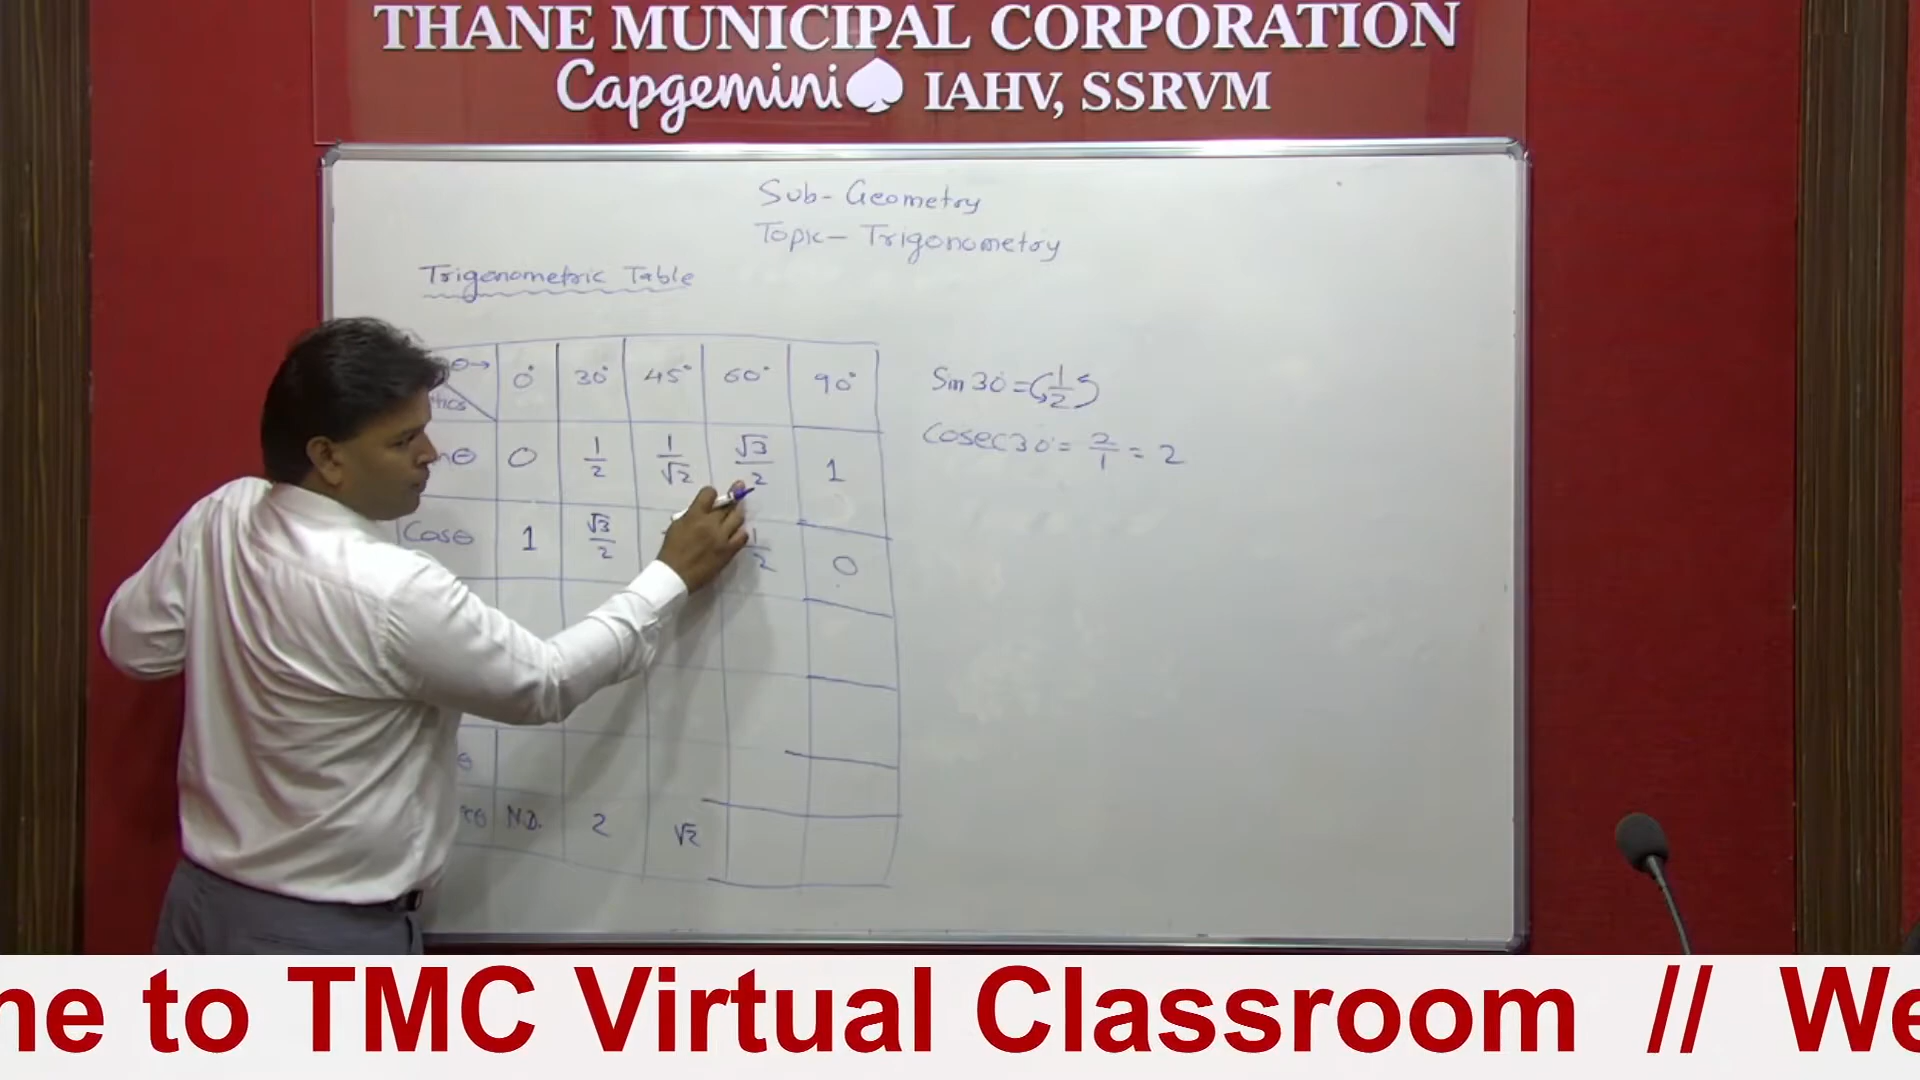 THANE MUNICIPAL CORPORATION
Capgemini IAHV, SSRVM
Sub- Geometry
Topic- Trigonometry
Trigonometric Table
θ→ 0° 30° 45° 60° 90°
θ 0 1/2 1/√2 √3/2 1
Cosθ 1 √3/2 1/2 0
θ
θ N.D. 2 √2
Sin 30° = (1/2)
Cosec 30° = 2/1 = 2
ne to TMC Virtual Classroom // We